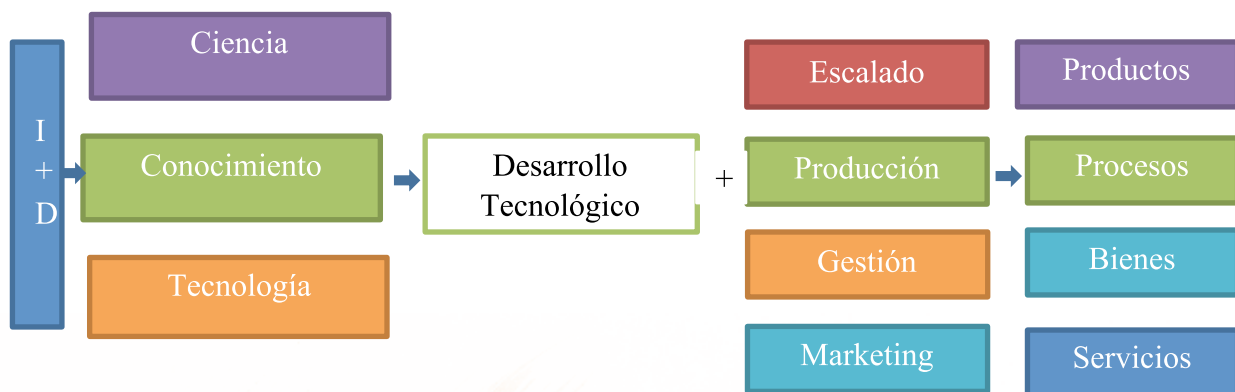 I
+
D
Ciencia
Conocimiento
Tecnología
Desarrollo
Tecnológico
+
Escalado
Producción
Gestión
Marketing
Productos
Procesos
Bienes
Servicios